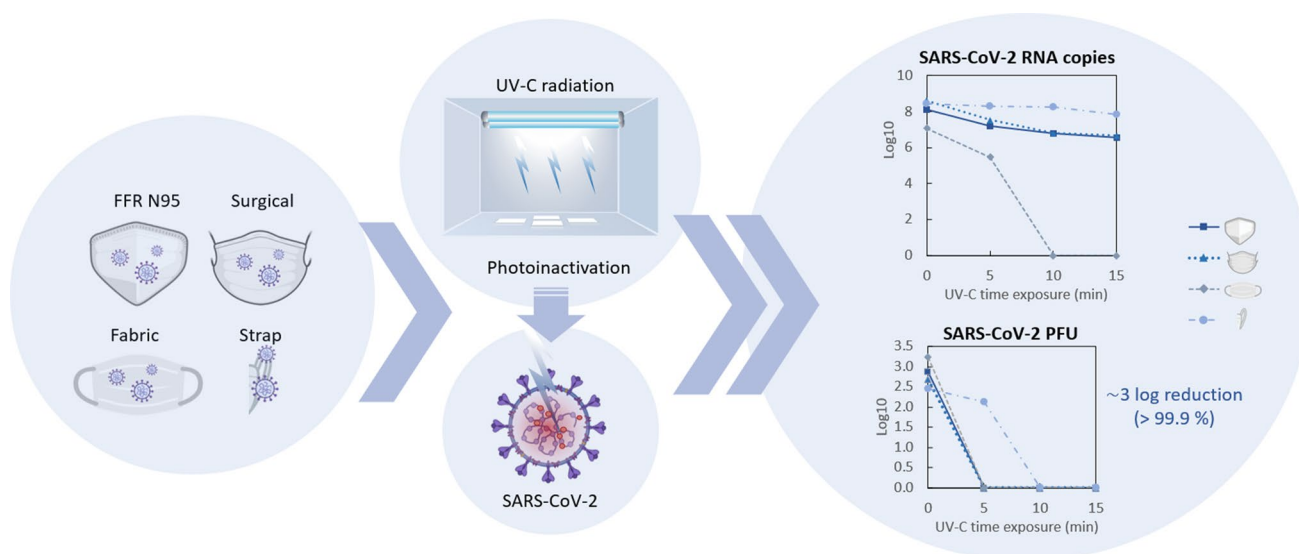 FFR N95
Surgical
Fabric
Strap
UV-C radiation
Photoinactivation
SARS-CoV-2
SARS-CoV-2 RNA copies
10
8
6
4
2
0
Log10
0 5 10 15
UV-C time exposure (min)
SARS-CoV-2 PFU
3.5
3.0
2.5
2.0
1.5
1.0
0.5
0.0
Log10
0 5 10 15
UV-C time exposure (min)
~3 log reduction
(> 99.9 %)